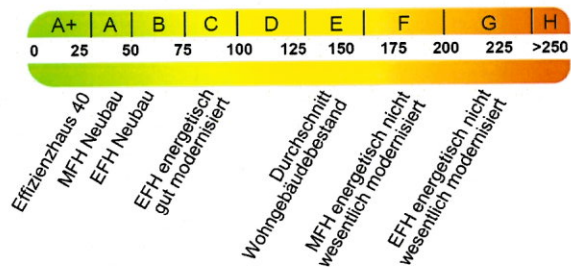 A+ A B C D E F G H
0 25 50 75 100 125 150 175 200 225 >250
Effizienzhaus 40
MFH Neubau
EFH Neubau
EFH energetisch
gut modernisiert
Durchschnitt
Wohngebäudebestand
MFH energetisch nicht
wesentlich modernisiert
EFH energetisch nicht
wesentlich modernisiert